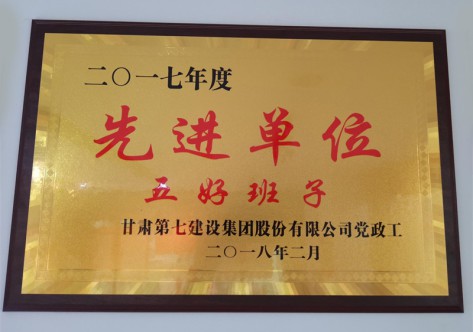 二〇一七年度
先进单位
五好班子
甘肃第七建设集团股份有限公司党政工
二〇一八年二月